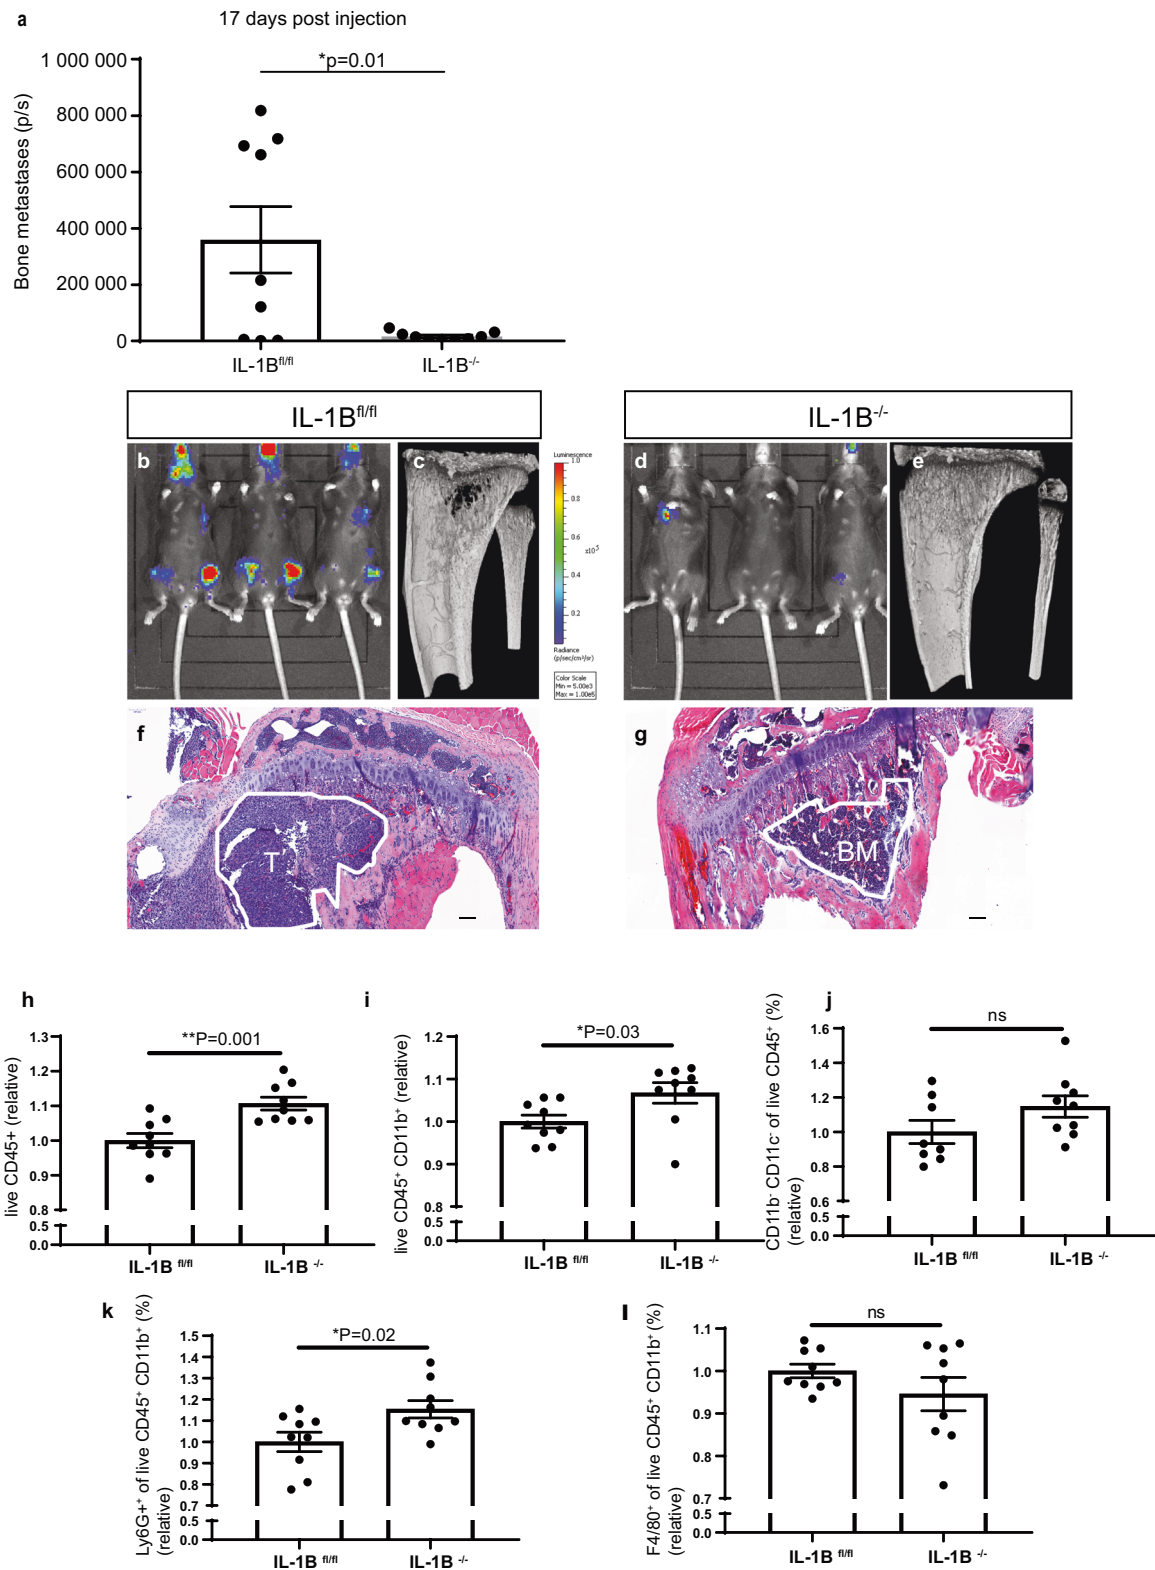 a
17 days post injection
*p=0.01
Bone metastases (p/s)
1 000 000
800 000
600 000
400 000
200 000
0
IL-1B^fl/fl
IL-1B^-/-
IL-1B^fl/fl
IL-1B^-/-
b
c
Luminescence
1.0
0.8
0.6
x10^5
0.4
0.2
Radiance
(p/sec/cm²/sr)
Color Scale
Min = 5.00e3
Max = 1.00e5
d
e
f
T
g
BM
h
live CD45+ (relative)
**P=0.001
1.3
1.2
1.1
1.0
0.9
0.8
0.5
0.0
IL-1B ^fl/fl
IL-1B ^-/-
i
live CD45⁺ CD11b⁺ (relative)
*P=0.03
1.2
1.1
1.0
0.9
0.8
0.5
0.0
IL-1B ^fl/fl
IL-1B ^-/-
j
CD11b⁻ CD11c⁻ of live CD45⁺ (%)
(relative)
ns
1.6
1.4
1.2
1.0
0.8
0.6
0.5
0.0
IL-1B ^fl/fl
IL-1B ^-/-
k
Ly6G+⁺ of live CD45⁺ CD11b⁺ (%)
(relative)
*P=0.02
1.5
1.4
1.3
1.2
1.1
1.0
0.9
0.8
0.7
0.5
0.0
IL-1B ^fl/fl
IL-1B ^-/-
l
F4/80⁺ of live CD45⁺ CD11b⁺ (%)
(relative)
ns
1.1
1.0
0.9
0.8
0.7
0.5
0.0
IL-1B ^fl/fl
IL-1B ^-/-